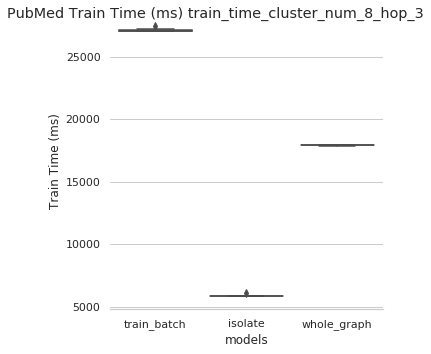 PubMed Train Time (ms) train_time_cluster_num_8_hop_3
25000
20000
15000
10000
5000
Train Time (ms)
train_batch isolate whole_graph
models